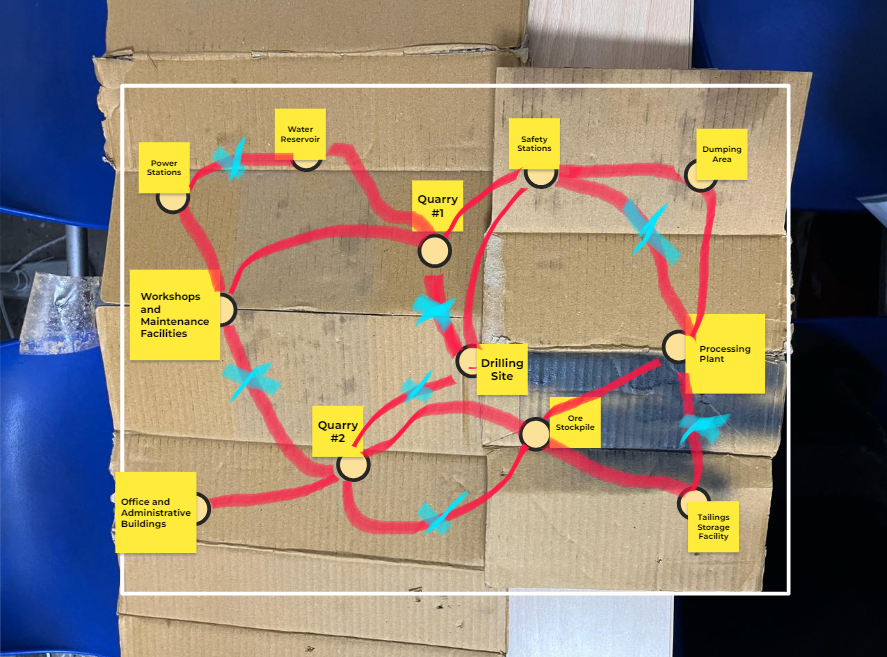 Water
Reservoir
Safety
Stations
Dumping
Area
Power
Stations
Quarry
#1
Workshops
and
Maintenance
Facilities
Processing
Plant
Drilling
Site
Quarry
#2
Ore
Stockpile
Office and
Administrative
Buildings
Tailings
Storage
Facility